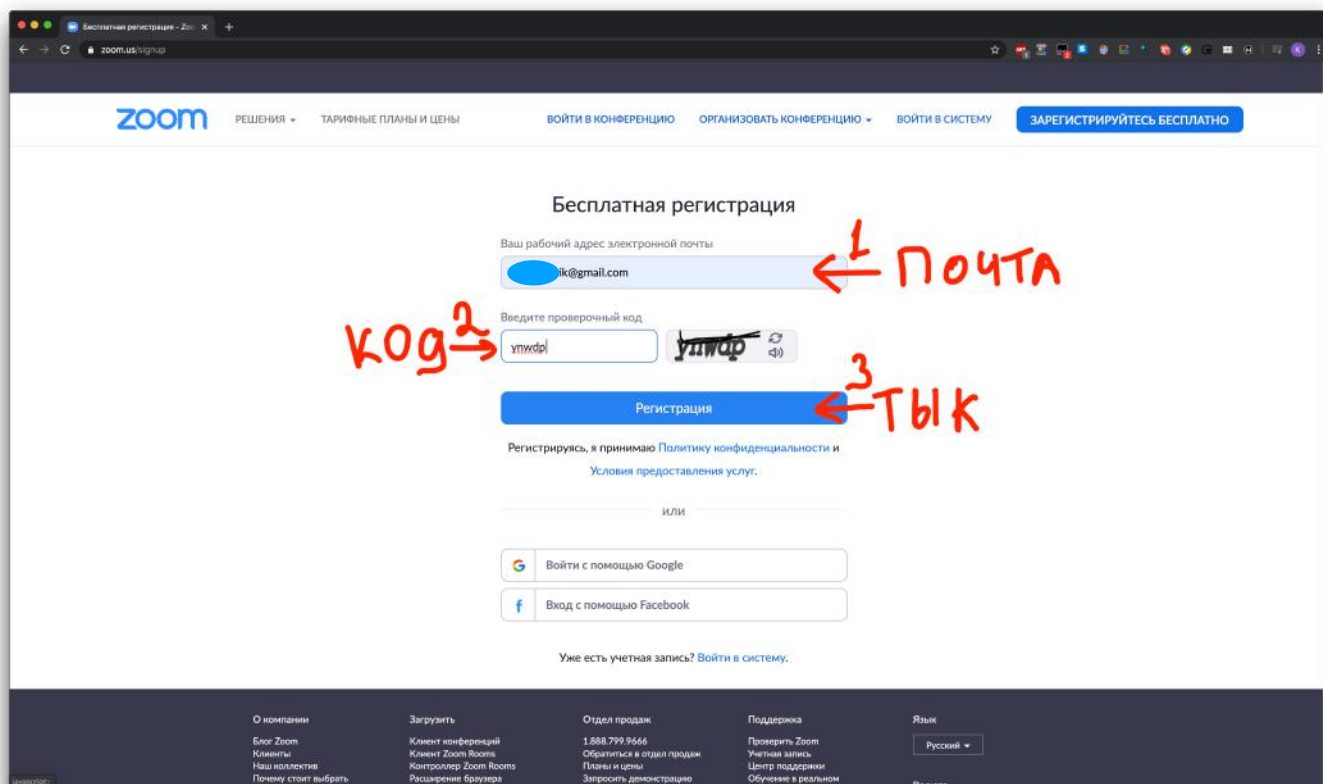 Бесплатная регистрация - Zoo
zoom.us/signup
zoom РЕШЕНИЯ ТАРИФНЫЕ ПЛАНЫ И ЦЕНЫ ВОЙТИ В КОНФЕРЕНЦИЮ ОРГАНИЗОВАТЬ КОНФЕРЕНЦИЮ ВОЙТИ В СИСТЕМУ ЗАРЕГИСТРИРУЙТЕСЬ БЕСПЛАТНО
Бесплатная регистрация
Ваш рабочий адрес электронной почты
ik@gmail.com
1 ПОЧТА
Введите проверочный код
КОД 2
ynwdp ynwdp
Регистрация
3 ТЫК
Регистрируясь, я принимаю Политику конфиденциальности и
Условия предоставления услуг.
или
Войти с помощью Google
Вход с помощью Facebook
Уже есть учетная запись? Войти в систему.
О компании
Блог Zoom
Клиенты
Наш коллектив
Почему стоит выбрать
Загрузить
Клиент конференций
Клиент Zoom Rooms
Контроллер Zoom Rooms
Расширение браузера
Отдел продаж
1.888.799.9666
Обратиться в отдел продаж
Планы и цены
Запросить демонстрацию
Поддержка
Проверить Zoom
Учетная запись
Центр поддержки
Обучение в реальном
Язык
Русский